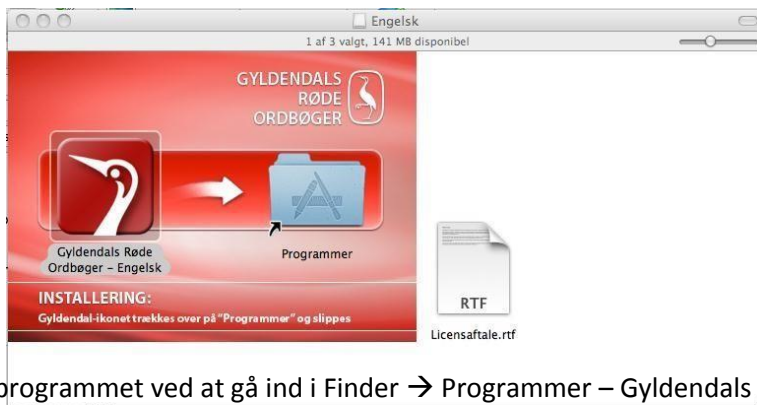 Engelsk
1 af 3 valgt, 141 MB disponibel
GYLDENDALS
RØDE
ORDBØGER
Gyldendals Røde
Ordbøger – Engelsk
Programmer
INSTALLERING:
Gyldendal-ikonet trækkes over på "Programmer" og slippes
RTF
Licensaftale.rtf
programmet ved at gå ind i Finder → Programmer – Gyldendals